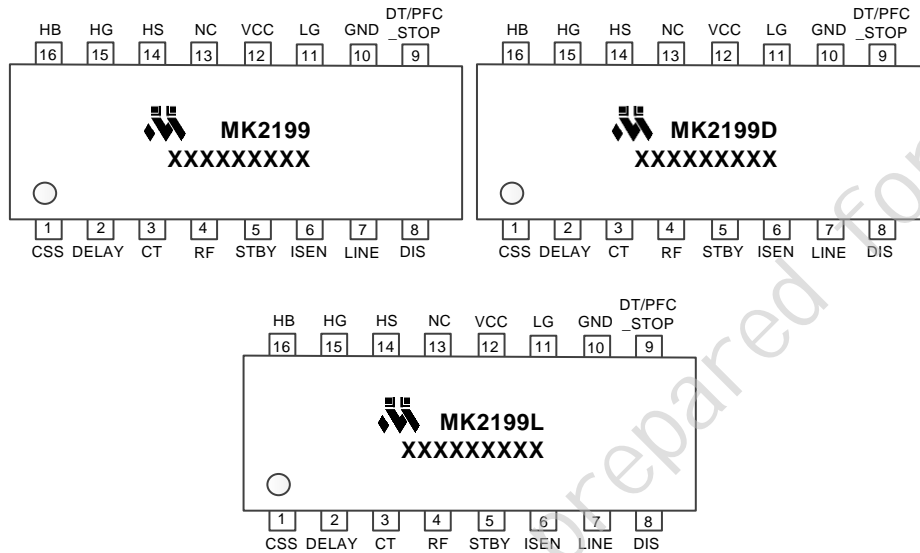 DT/PFC
HB HG HS NC VCC LG GND _STOP
16 15 14 13 12 11 10 9
MK2199
XXXXXXXXX
1 2 3 4 5 6 7 8
CSS DELAY CT RF STBY ISEN LINE DIS
DT/PFC
HB HG HS NC VCC LG GND _STOP
16 15 14 13 12 11 10 9
MK2199D
XXXXXXXXX
1 2 3 4 5 6 7 8
CSS DELAY CT RF STBY ISEN LINE DIS
DT/PFC
HB HG HS NC VCC LG GND _STOP
16 15 14 13 12 11 10 9
MK2199L
XXXXXXXXX
1 2 3 4 5 6 7 8
CSS DELAY CT RF STBY ISEN LINE DIS
prepared for